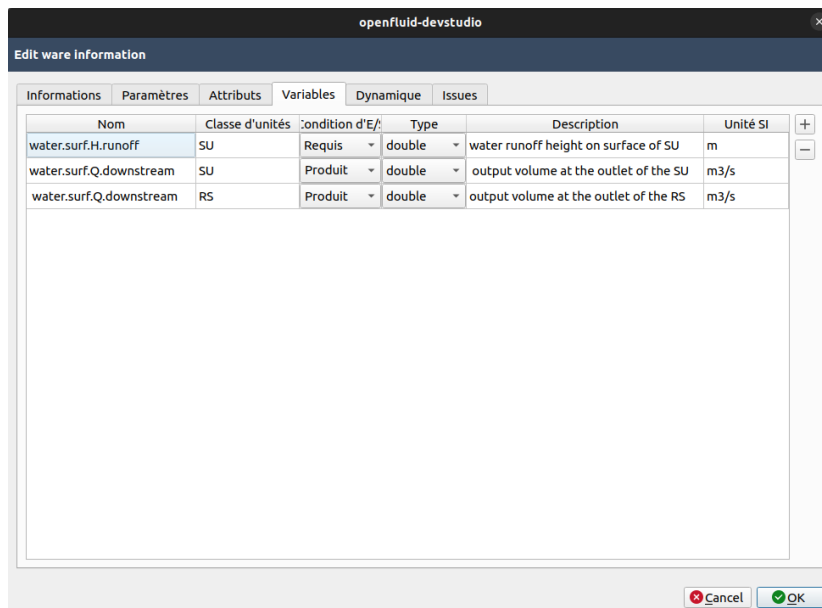 openfluid-devstudio
Edit ware information
Informations Paramètres Attributs Variables Dynamique Issues
Nom Classe d'unités Condition d'E/S Type Description Unité SI
water.surf.H.runoff SU Requis double water runoff height on surface of SU m
water.surf.Q.downstream SU Produit double output volume at the outlet of the SU m3/s
water.surf.Q.downstream RS Produit double output volume at the outlet of the RS m3/s
Cancel OK